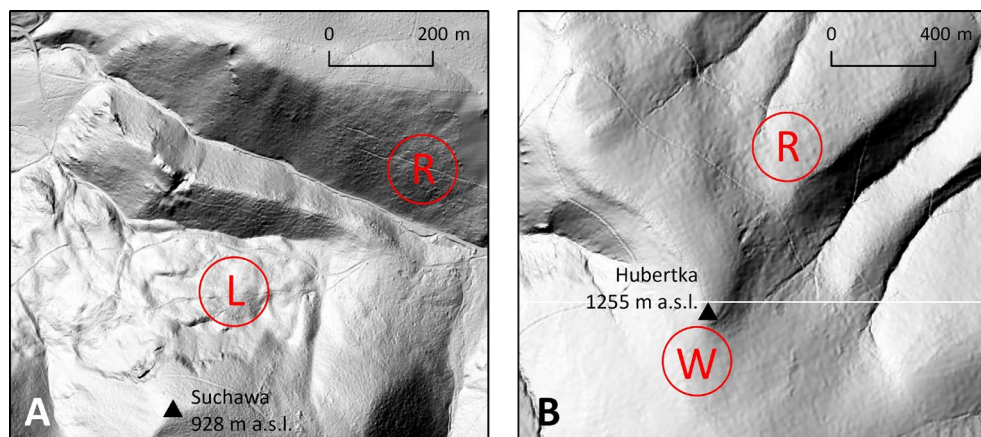 0 200 m
R
L
Suchawa
928 m a.s.l.
A
0 400 m
R
Hubertka
1255 m a.s.l.
W
B